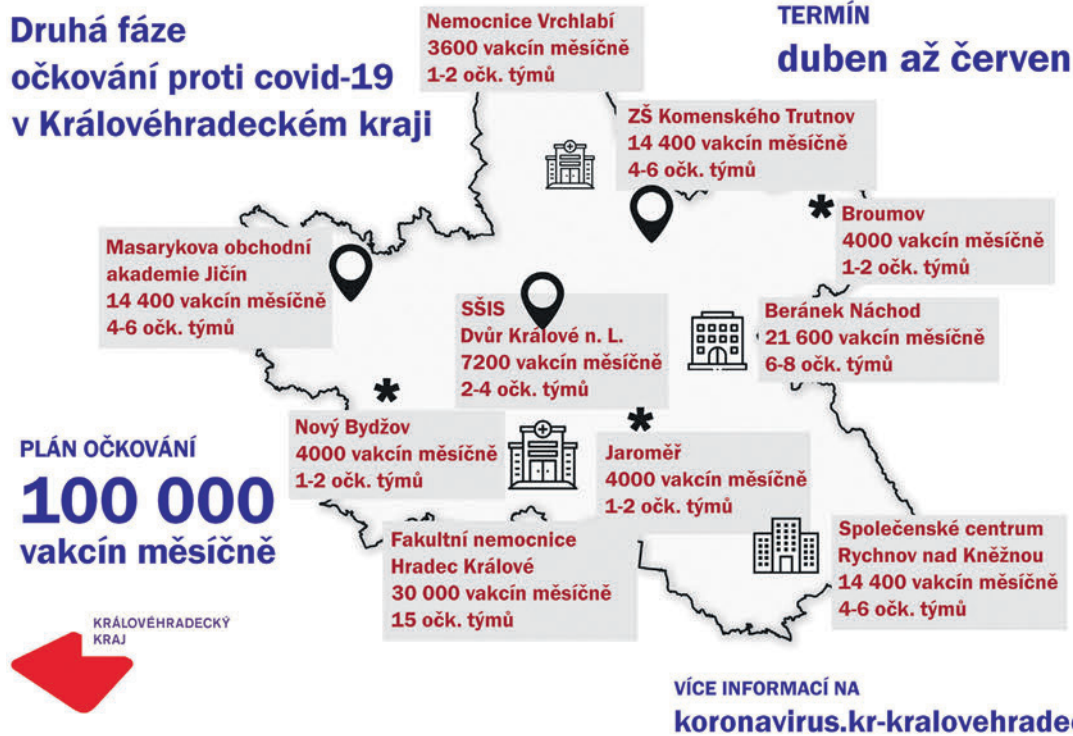 Druhá fáze
očkování proti covid-19
v Královéhradeckém kraji
TERMÍN
duben až červen
Nemocnice Vrchlabí
3600 vakcín měsíčně
1-2 očk. týmů
ZŠ Komenského Trutnov
14 400 vakcín měsíčně
4-6 očk. týmů
Broumov
4000 vakcín měsíčně
1-2 očk. týmů
Masarykova obchodní
akademie Jičín
14 400 vakcín měsíčně
4-6 očk. týmů
SŠIS
Dvůr Králové n. L.
7200 vakcín měsíčně
2-4 očk. týmů
Beránek Náchod
21 600 vakcín měsíčně
6-8 očk. týmů
Nový Bydžov
4000 vakcín měsíčně
1-2 očk. týmů
Jaroměř
4000 vakcín měsíčně
1-2 očk. týmů
PLÁN OČKOVÁNÍ
100 000
vakcín měsíčně
Fakultní nemocnice
Hradec Králové
30 000 vakcín měsíčně
15 očk. týmů
Společenské centrum
Rychnov nad Kněžnou
14 400 vakcín měsíčně
4-6 očk. týmů
KRÁLOVÉHRADECKÝ
KRAJ
VÍCE INFORMACÍ NA
koronavirus.kr-kralovehradec